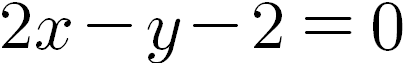 2x − y − 2 = 0